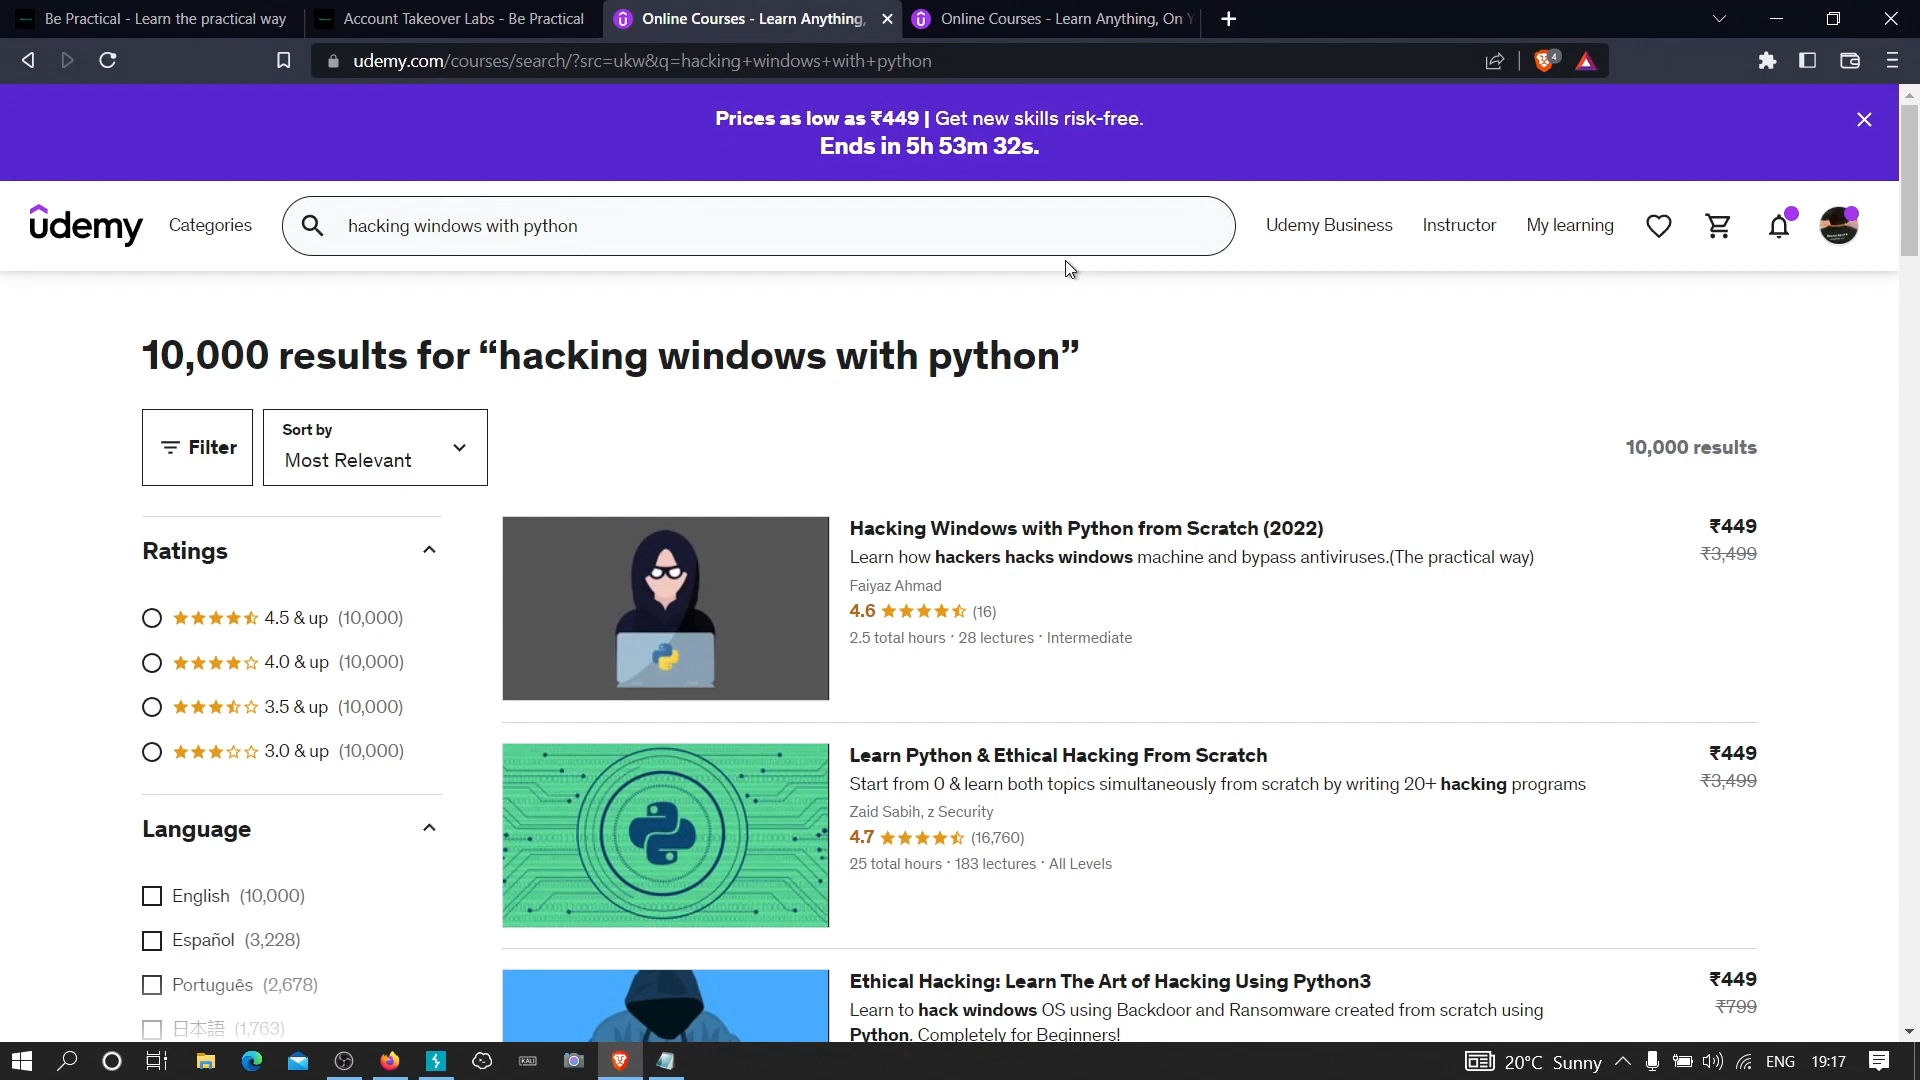 Be Practical - Learn the practical way
Account Takeover Labs - Be Practical
Online Courses - Learn Anything,
Online Courses - Learn Anything, On Y
udemy.com/courses/search/?src=ukw&q=hacking+windows+with+python
4
Prices as low as ₹449 | Get new skills risk-free.
Ends in 5h 53m 32s.
udemy
Categories
hacking windows with python
Udemy Business
Instructor
My learning
10,000 results for “hacking windows with python”
Filter
Sort by
Most Relevant
10,000 results
Ratings
4.5 & up (10,000)
4.0 & up (10,000)
3.5 & up (10,000)
3.0 & up (10,000)
Language
English (10,000)
Español (3,228)
Português (2,678)
日本語 (1,763)
Hacking Windows with Python from Scratch (2022)
Learn how hackers hacks windows machine and bypass antiviruses.(The practical way)
Faiyaz Ahmad
4.6 (16)
2.5 total hours · 28 lectures · Intermediate
₹449
₹3,499
Learn Python & Ethical Hacking From Scratch
Start from 0 & learn both topics simultaneously from scratch by writing 20+ hacking programs
Zaid Sabih, z Security
4.7 (16,760)
25 total hours · 183 lectures · All Levels
₹449
₹3,499
Ethical Hacking: Learn The Art of Hacking Using Python3
Learn to hack windows OS using Backdoor and Ransomware created from scratch using
Python. Completely for Beginners!
₹449
₹799
KALI
20°C Sunny
ENG
19:17